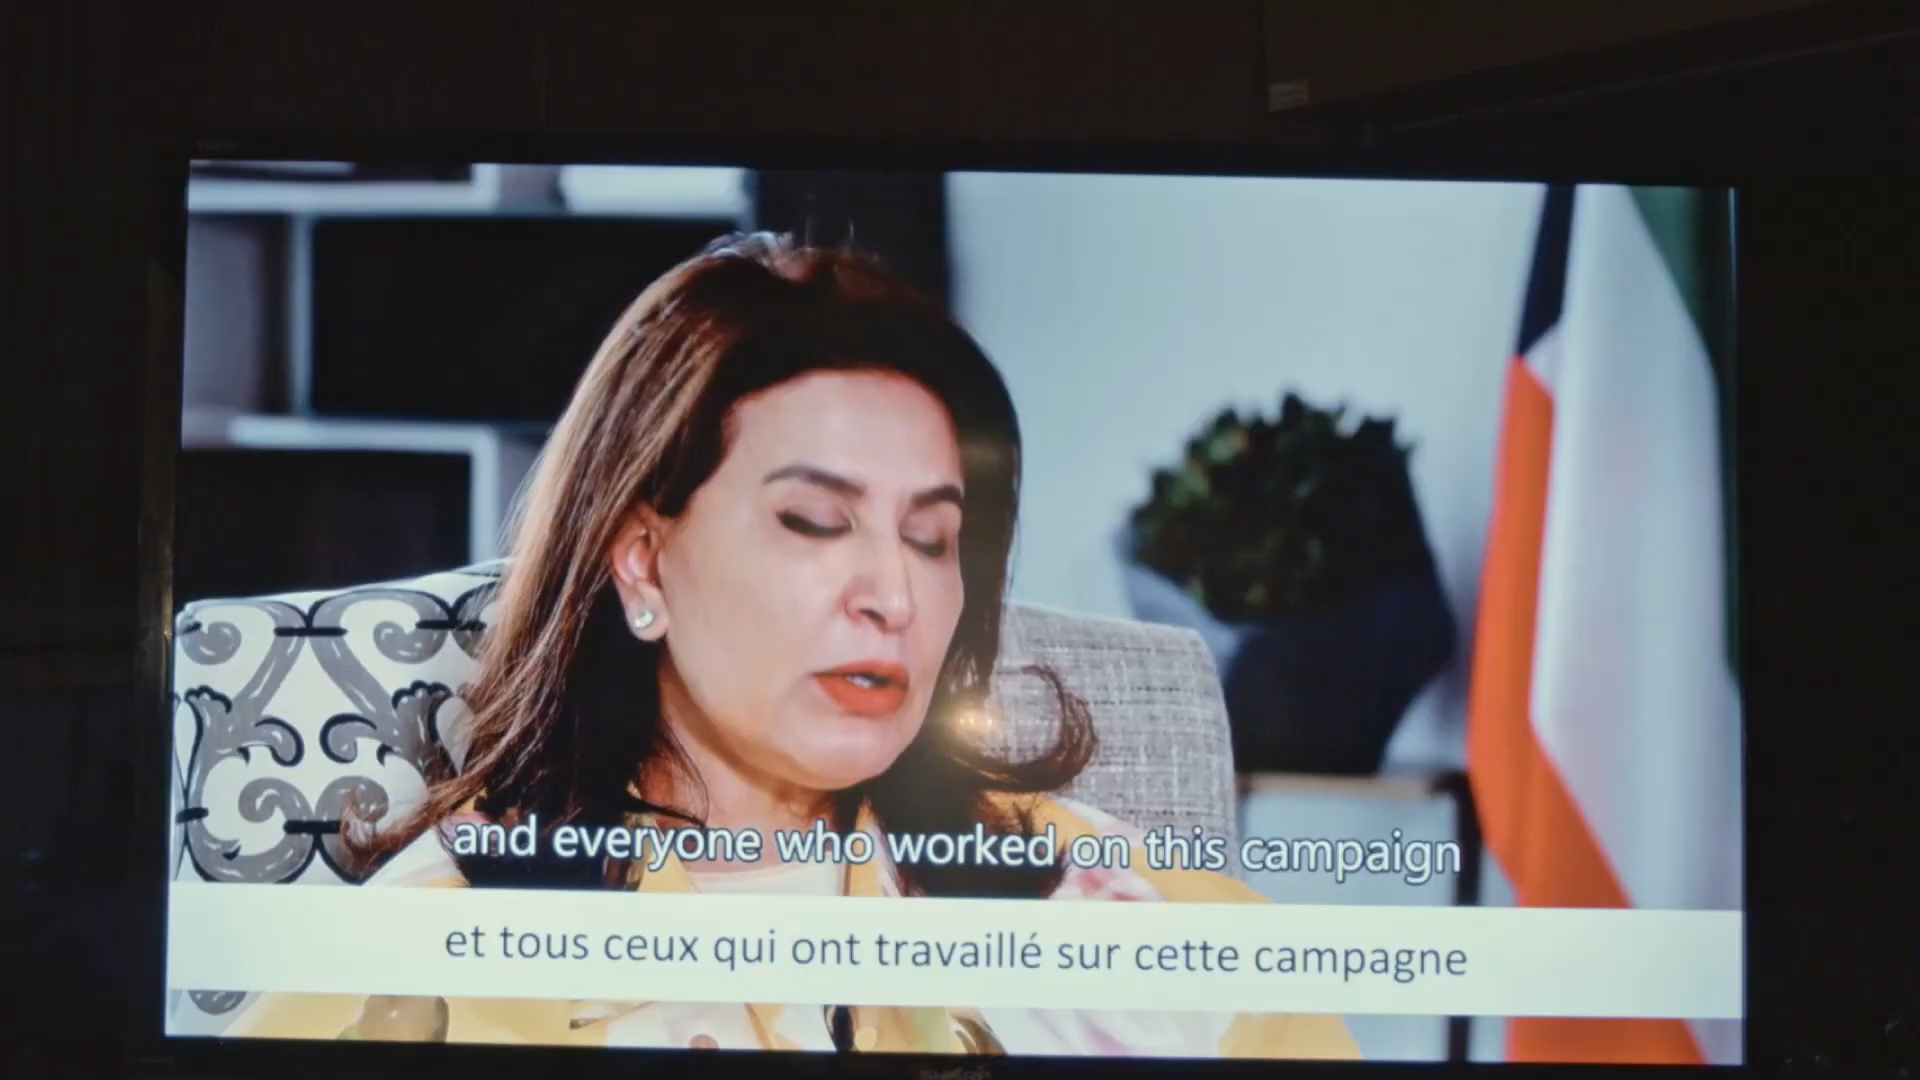 and everyone who worked on this campaign
et tous ceux qui ont travaillé sur cette campagne